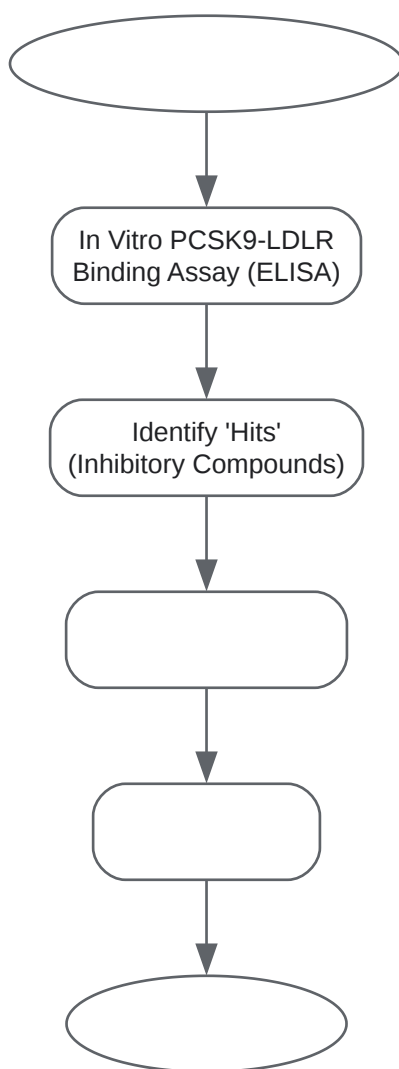 In Vitro PCSK9-LDLR
Binding Assay (ELISA)
Identify 'Hits'
(Inhibitory Compounds)